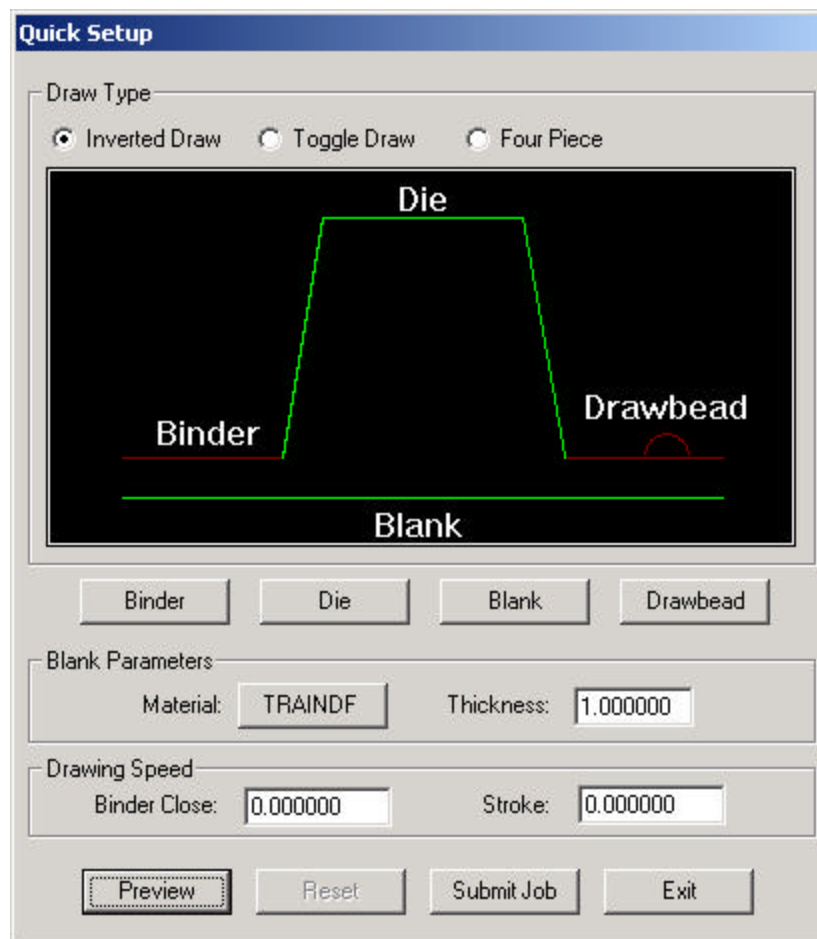 Quick Setup
Draw Type
Inverted Draw Toggle Draw Four Piece
Die
Binder Drawbead
Blank
Binder Die Blank Drawbead
Blank Parameters
Material: TRAINDF Thickness: 1.000000
Drawing Speed
Binder Close: 0.000000 Stroke: 0.000000
Preview Reset Submit Job Exit